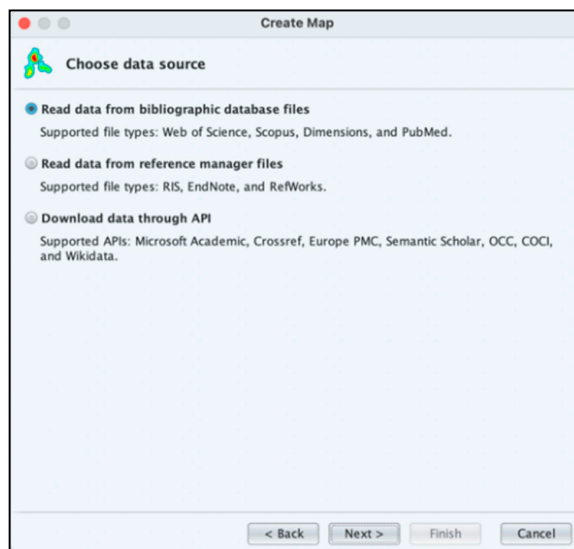 Create Map
Choose data source
Read data from bibliographic database files
Supported file types: Web of Science, Scopus, Dimensions, and PubMed.
Read data from reference manager files
Supported file types: RIS, EndNote, and RefWorks.
Download data through API
Supported APIs: Microsoft Academic, Crossref, Europe PMC, Semantic Scholar, OCC, COCI,
and Wikidata.
< Back Next > Finish Cancel